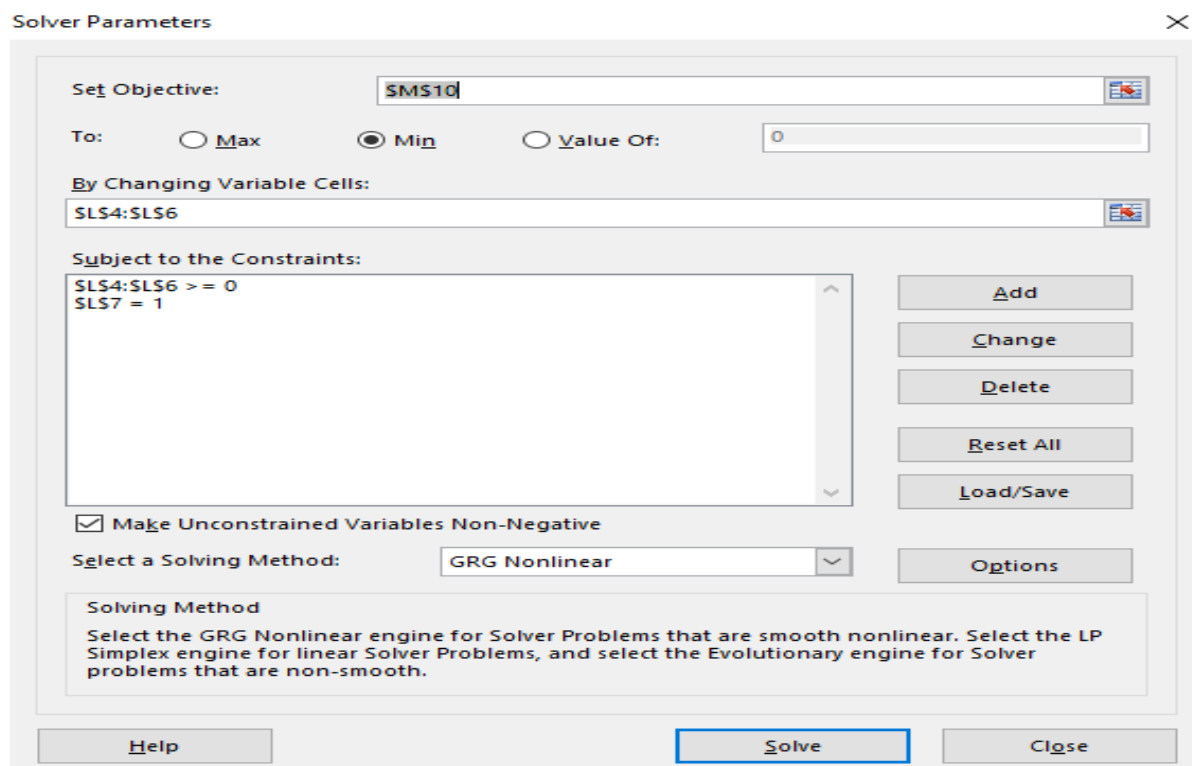 Solver Parameters
Set Objective:
$M$10
To:
Max
Min
Value Of:
0
By Changing Variable Cells:
$L$4:$L$6
Subject to the Constraints:
$L$4:$L$6 >= 0
$L$7 = 1
Add
Change
Delete
Reset All
Load/Save
Make Unconstrained Variables Non-Negative
Select a Solving Method:
GRG Nonlinear
Options
Solving Method
Select the GRG Nonlinear engine for Solver Problems that are smooth nonlinear. Select the LP
Simplex engine for linear Solver Problems, and select the Evolutionary engine for Solver
problems that are non-smooth.
Help
Solve
Close